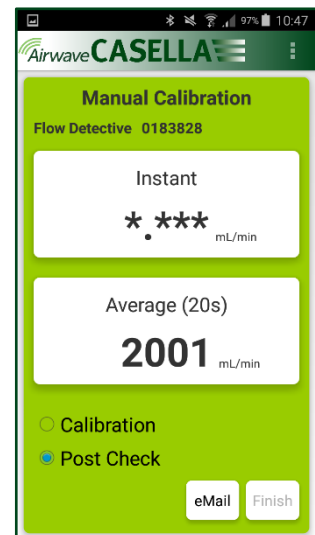 97% 10:47
Airwave CASELLA
Manual Calibration
Flow Detective 0183828
Instant
*.*** mL/min
Average (20s)
2001 mL/min
Calibration
Post Check
eMail Finish